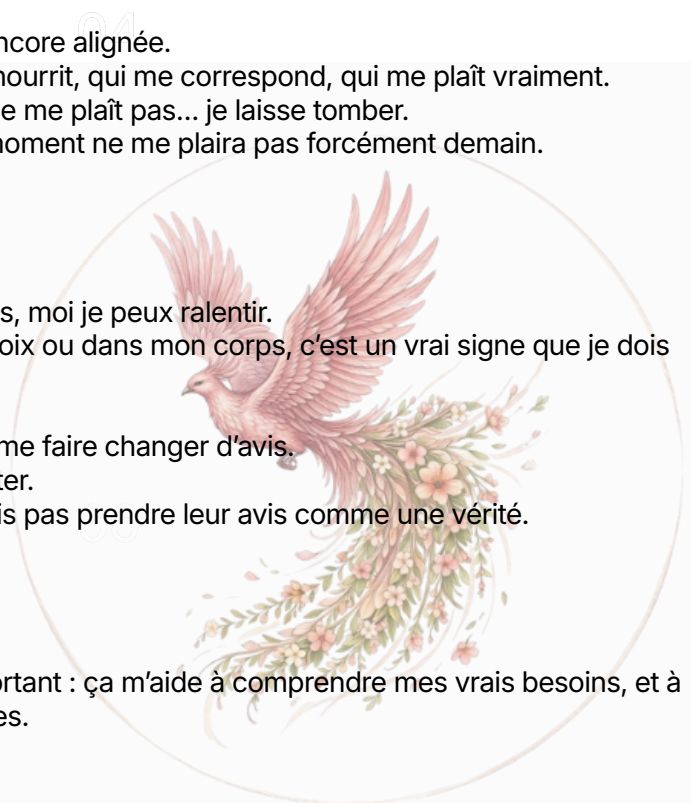 04
ncore alignée.
nourrit, qui me correspond, qui me plaît vraiment.
e me plaît pas... je laisse tomber.
noment ne me plaira pas forcément demain.
s, moi je peux ralentir.
oix ou dans mon corps, c’est un vrai signe que je dois
me faire changer d’avis.
ter.
is pas prendre leur avis comme une vérité.
rtant : ça m’aide à comprendre mes vrais besoins, et à
es.